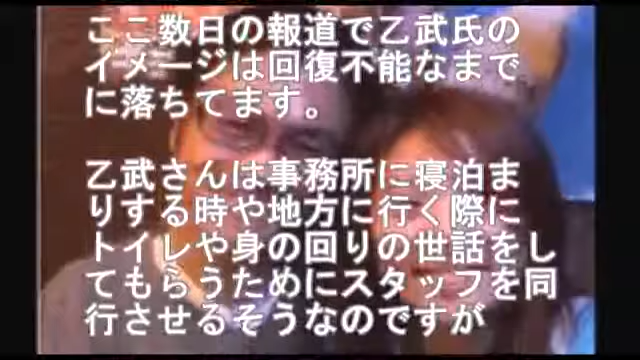 ここ数日の報道で乙武氏の
イメージは回復不能なまで
に落ちてます。
乙武さんは事務所に寝泊ま
りする時や地方に行く際に
トイレや身の回りの世話をし
てもらうためにスタッフを同
行させるそうなのですが